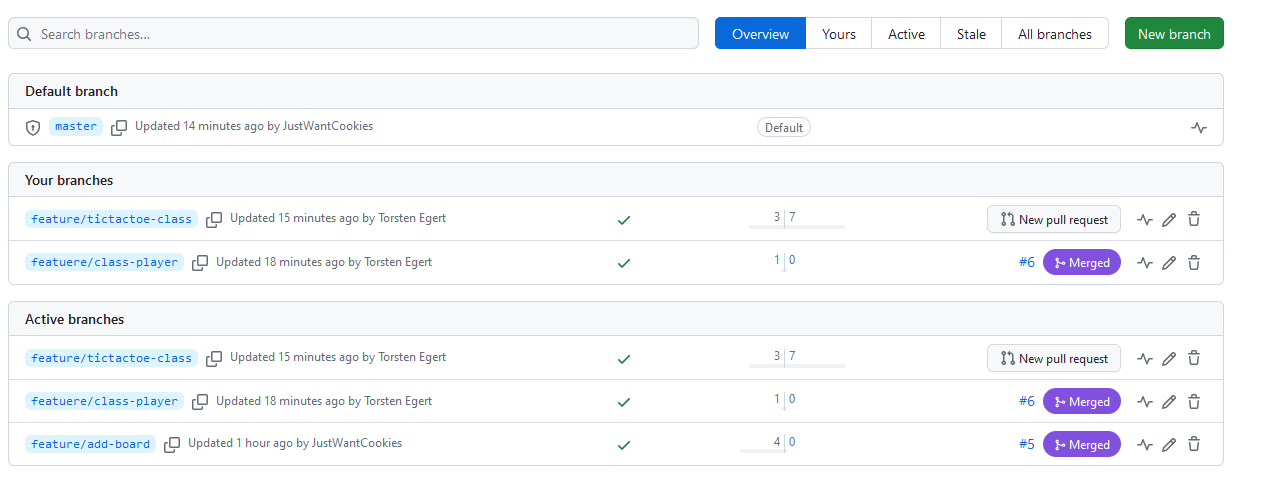 Search branches...
Overview
Yours
Active
Stale
All branches
New branch
Default branch
master Updated 14 minutes ago by JustWantCookies Default
Your branches
feature/tictactoe-class Updated 15 minutes ago by Torsten Egert 3 7 New pull request
featuere/class-player Updated 18 minutes ago by Torsten Egert 1 0 #6 Merged
Active branches
feature/tictactoe-class Updated 15 minutes ago by Torsten Egert 3 7 New pull request
featuere/class-player Updated 18 minutes ago by Torsten Egert 1 0 #6 Merged
feature/add-board Updated 1 hour ago by JustWantCookies 4 0 #5 Merged